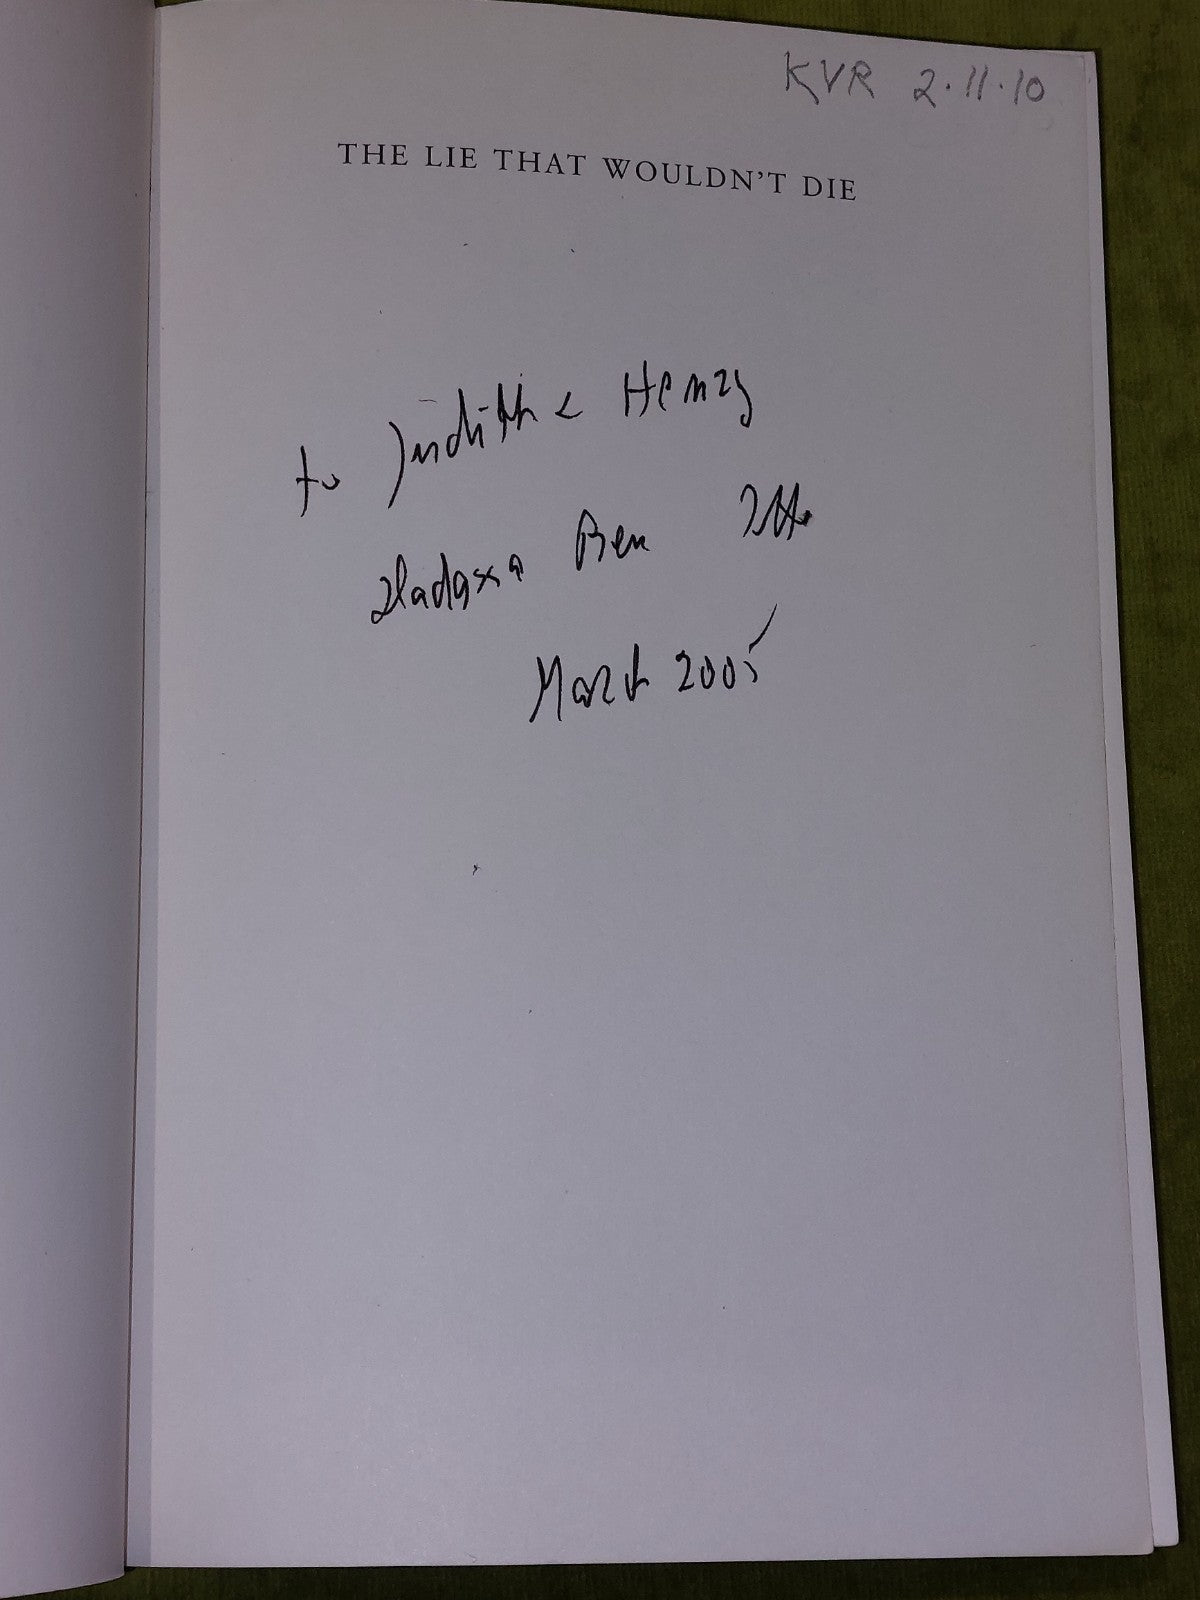 KVR 2.11.10
THE LIE THAT WOULDN'T DIE
to Judith & Henry
Hadassa Ben Itto
March 2005